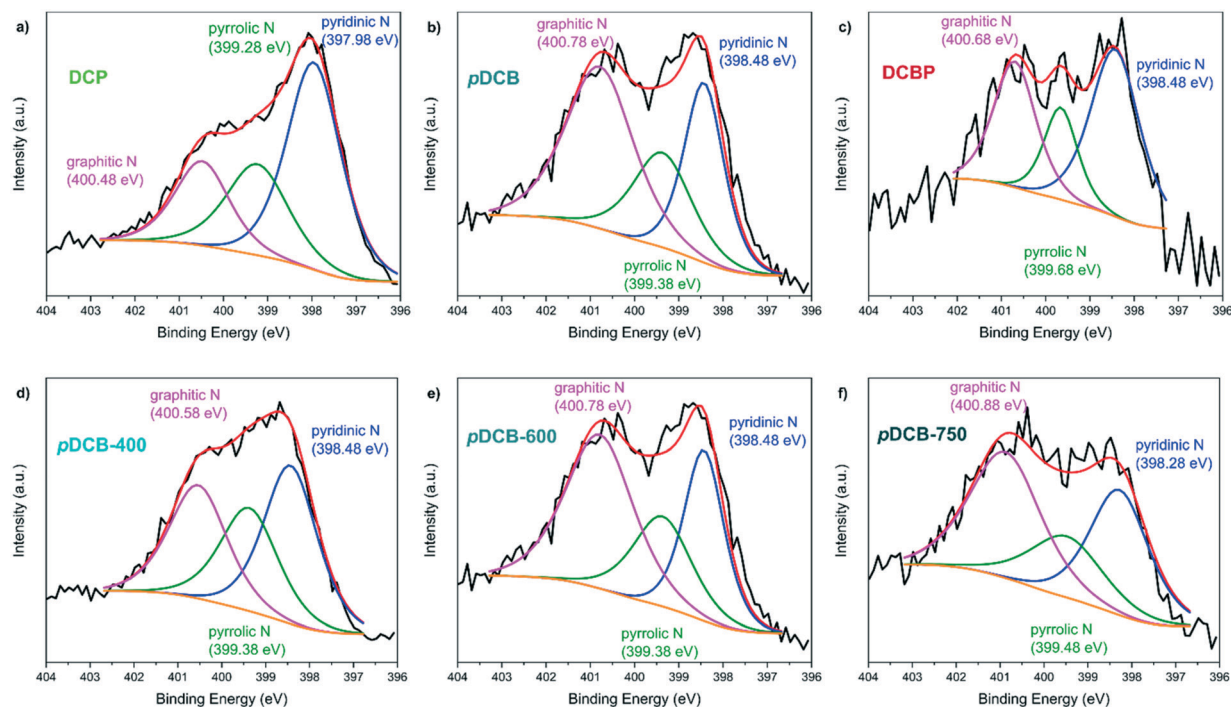 a)
DCP
pyrrolic N
(399.28 eV)
pyridinic N
(397.98 eV)
graphitic N
(400.48 eV)
Intensity (a.u.)
404 403 402 401 400 399 398 397 396
Binding Energy (eV)
b)
graphitic N
(400.78 eV)
pDCB
pyridinic N
(398.48 eV)
pyrrolic N
(399.38 eV)
Intensity (a.u.)
404 403 402 401 400 399 398 397 396
Binding Energy (eV)
c)
graphitic N
(400.68 eV)
DCBP
pyridinic N
(398.48 eV)
pyrrolic N
(399.68 eV)
Intensity (a.u.)
404 403 402 401 400 399 398 397 396
Binding Energy (eV)
d)
graphitic N
(400.58 eV)
pDCB-400
pyridinic N
(398.48 eV)
pyrrolic N
(399.38 eV)
Intensity (a.u.)
404 403 402 401 400 399 398 397 396
Binding Energy (eV)
e)
graphitic N
(400.78 eV)
pDCB-600
pyridinic N
(398.48 eV)
pyrrolic N
(399.38 eV)
Intensity (a.u.)
404 403 402 401 400 399 398 397 396
Binding Energy (eV)
f)
graphitic N
(400.88 eV)
pDCB-750
pyridinic N
(398.28 eV)
pyrrolic N
(399.48 eV)
Intensity (a.u.)
404 403 402 401 400 399 398 397 396
Binding Energy (eV)